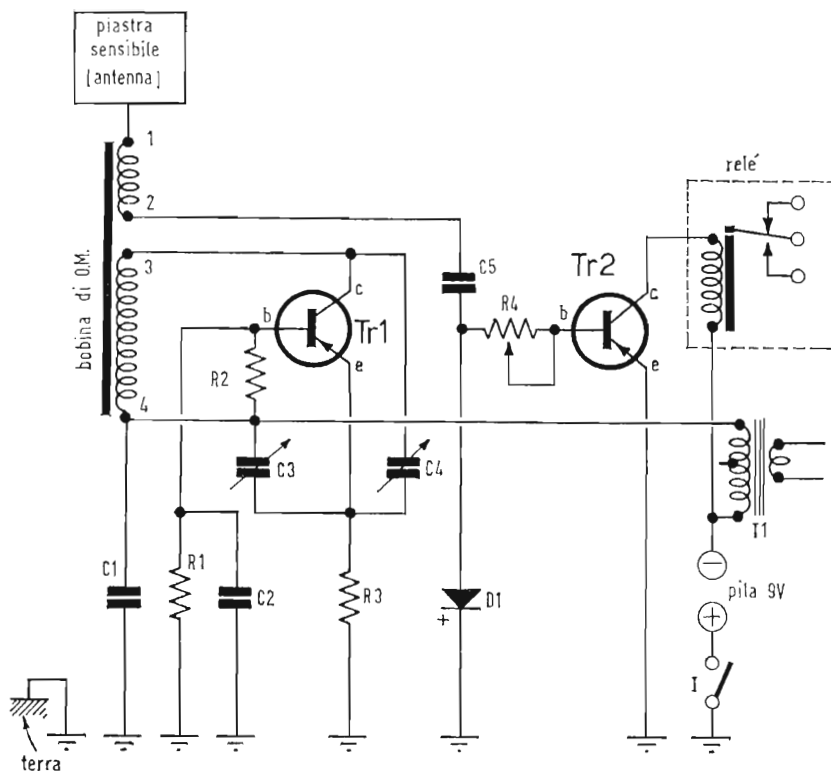 piastra
sensibile
(antenna)
1
2
3
4
bobina di O.M.
b
c
e
Tr1
R2
C3
C4
C5
R4
b
c
e
Tr2
relé
T1
C1
R1
C2
R3
D1
+
−
pila 9V
+
I
terra